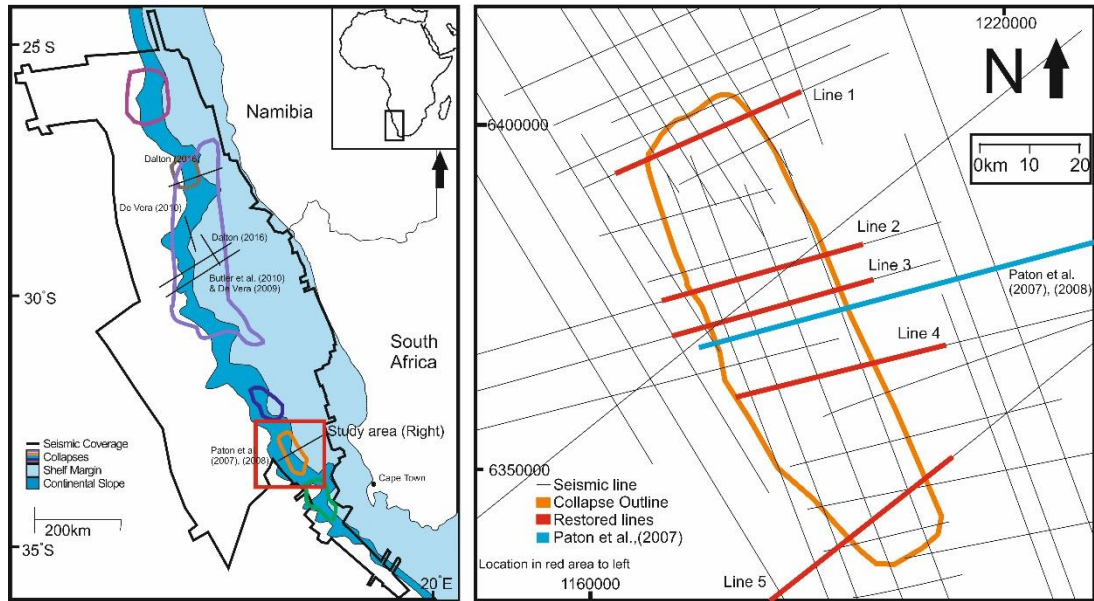 25°S
Namibia
Dalton (2016)
De Vera (2010)
Dalton (2016)
Butler et al. (2010)
& De Vera (2009)
30°S
South
Africa
Study area (Right)
Paton et al.
(2007), (2008)
Cape Town
Seismic Coverage
Collapses
Shelf Margin
Continental Slope
200km
35°S
20°E
1220000
N
Line 1
6400000
0km 10 20
Line 2
Line 3
Paton et al.
(2007), (2008)
Line 4
6350000
Seismic line
Collapse Outline
Restored lines
Paton et al.,(2007)
Location in red area to left
1160000
Line 5